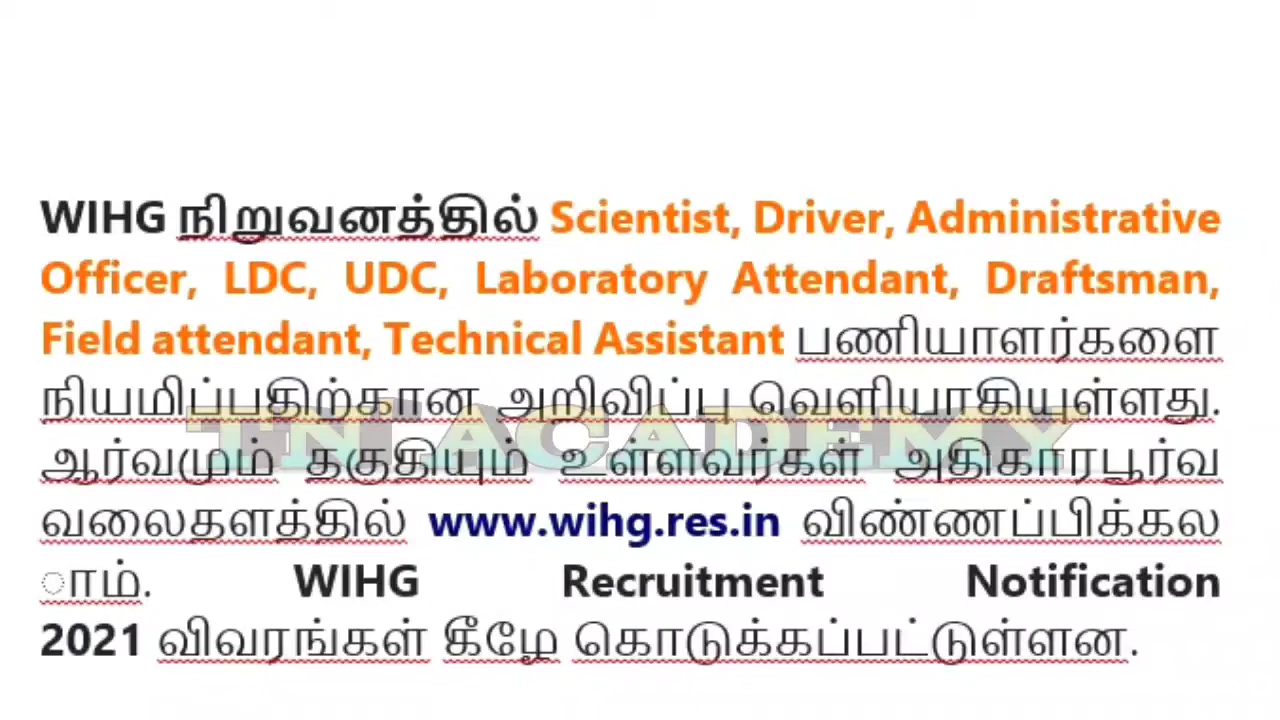 WIHG நிறுவனத்தில் Scientist, Driver, Administrative
Officer, LDC, UDC, Laboratory Attendant, Draftsman,
Field attendant, Technical Assistant பணியாளர்களை
நியமிப்பதிற்கான அறிவிப்பு வெளியாகியுள்ளது.
TN ACADEMY
ஆர்வமும் தகுதியும் உள்ளவர்கள் அதிகாரபூர்வ
வலைதளத்தில் www.wihg.res.in விண்ணப்பிக்கல
ாம். WIHG Recruitment Notification
2021 விவரங்கள் கீழே கொடுக்கப்பட்டுள்ளன.